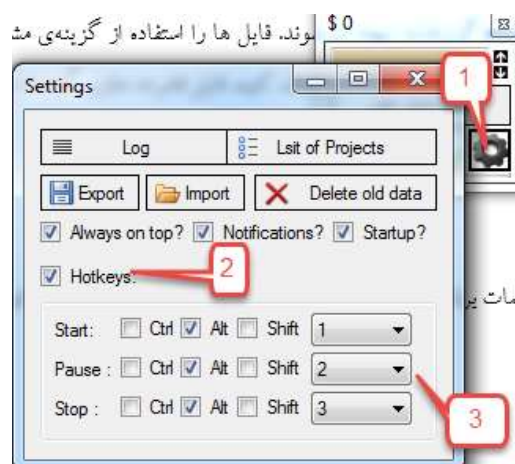 $ 0
وند. فایل ها را استفاده از گزینه‌ی
Settings
1
Log
Lsit of Projects
Export
Import
Delete old data
Always on top?
Notifications?
Startup?
Hotkeys:
2
مات
Start:
Ctrl
Alt
Shift
1
Pause :
Ctrl
Alt
Shift
2
Stop :
Ctrl
Alt
Shift
3
3